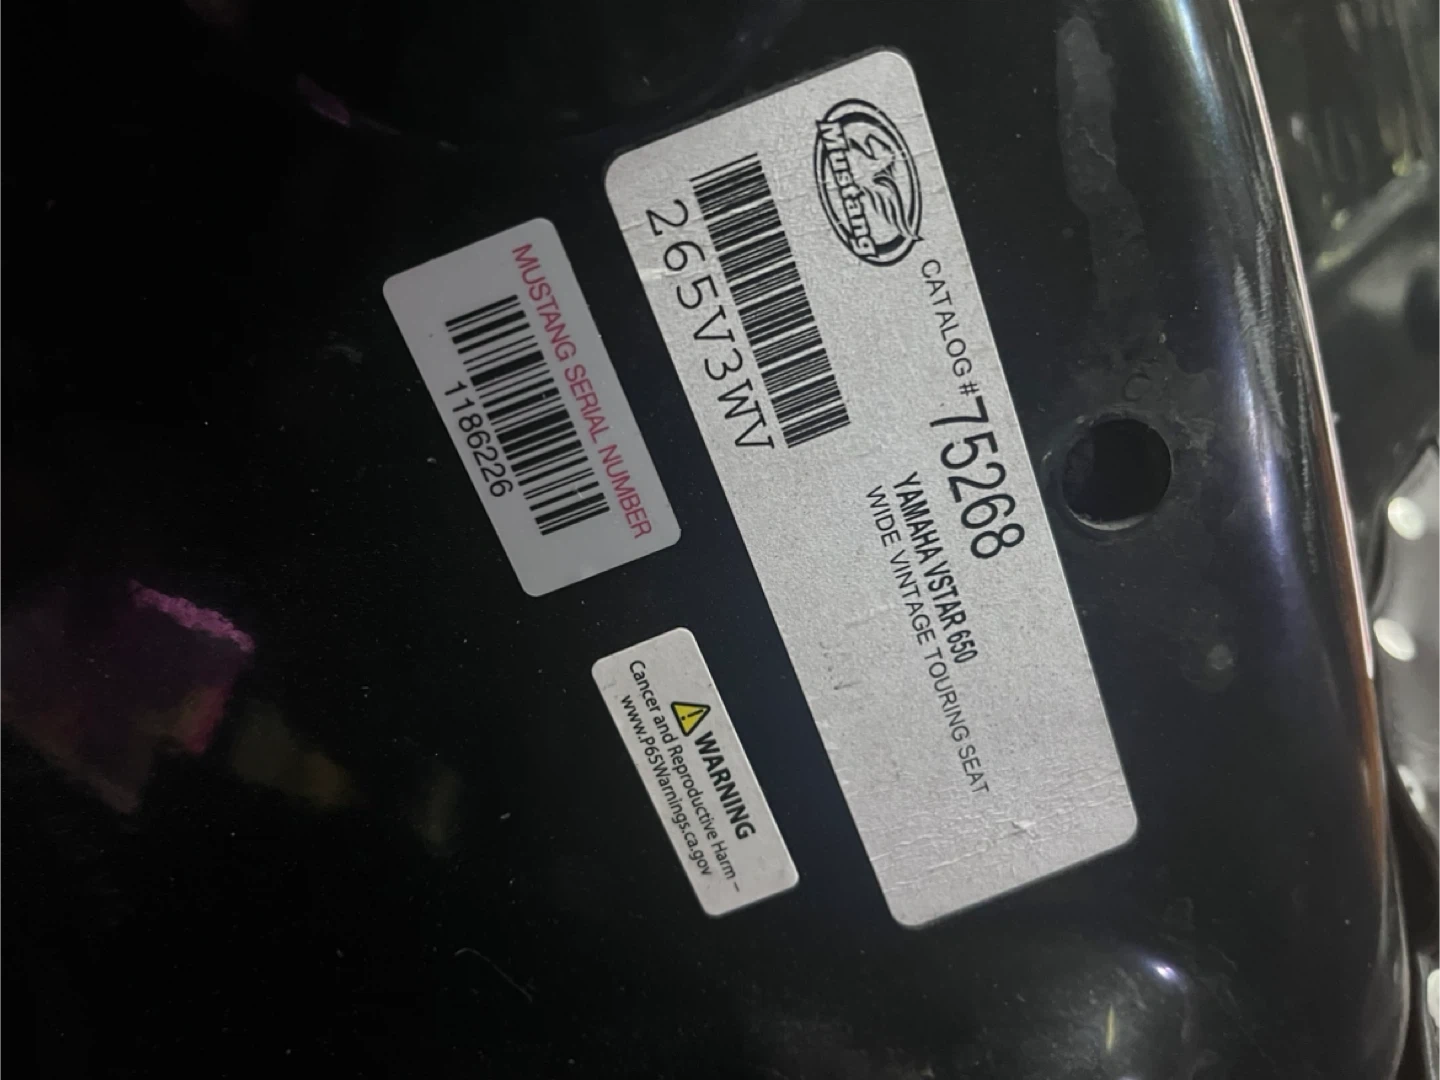 Mustang
CATALOG #75268
YAMAHA VSTAR 650
WIDE VINTAGE TOURING SEAT
265V3WV
MUSTANG SERIAL NUMBER
1186226
WARNING
Cancer and Reproductive Harm –
www.P65Warnings.ca.gov